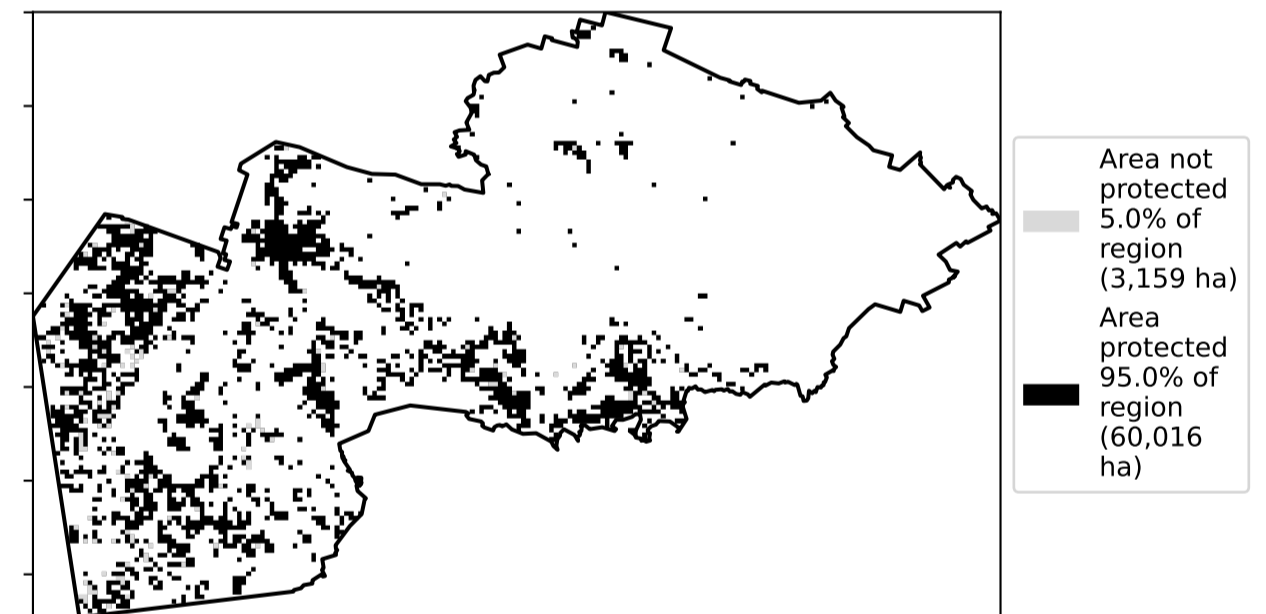 Area not
protected
5.0% of
region
(3,159 ha)
Area
protected
95.0% of
region
(60,016
ha)